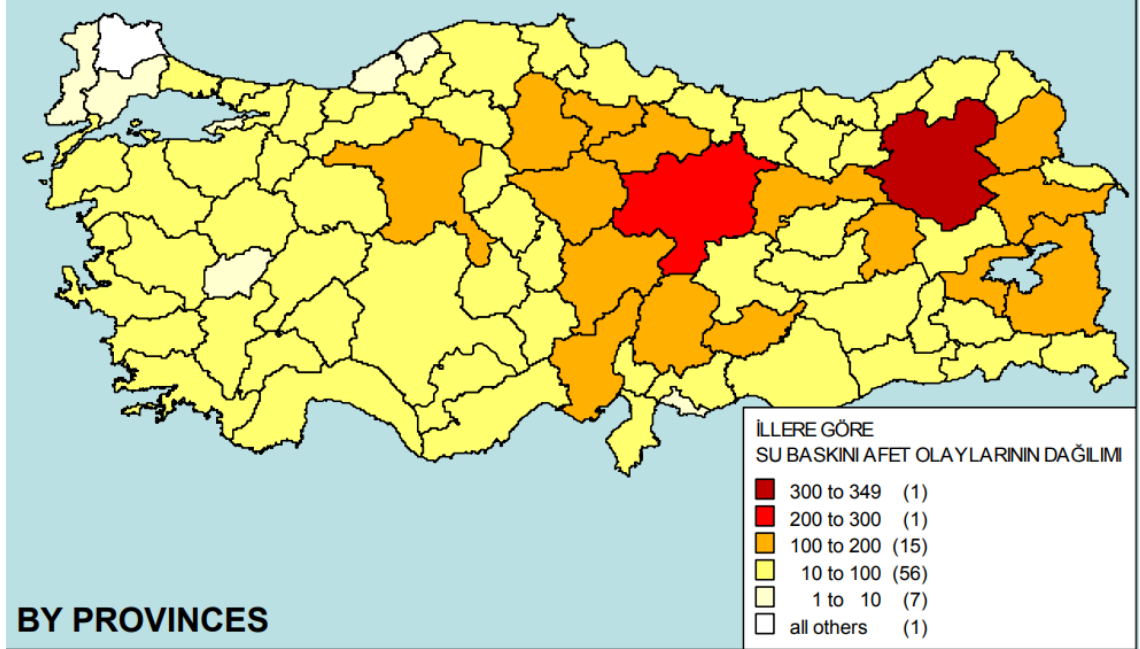 İLLERE GÖRE
SU BASKINI AFET OLAYLARININ DAĞILIMI
300 to 349 (1)
200 to 300 (1)
100 to 200 (15)
10 to 100 (56)
1 to 10 (7)
all others (1)
BY PROVINCES